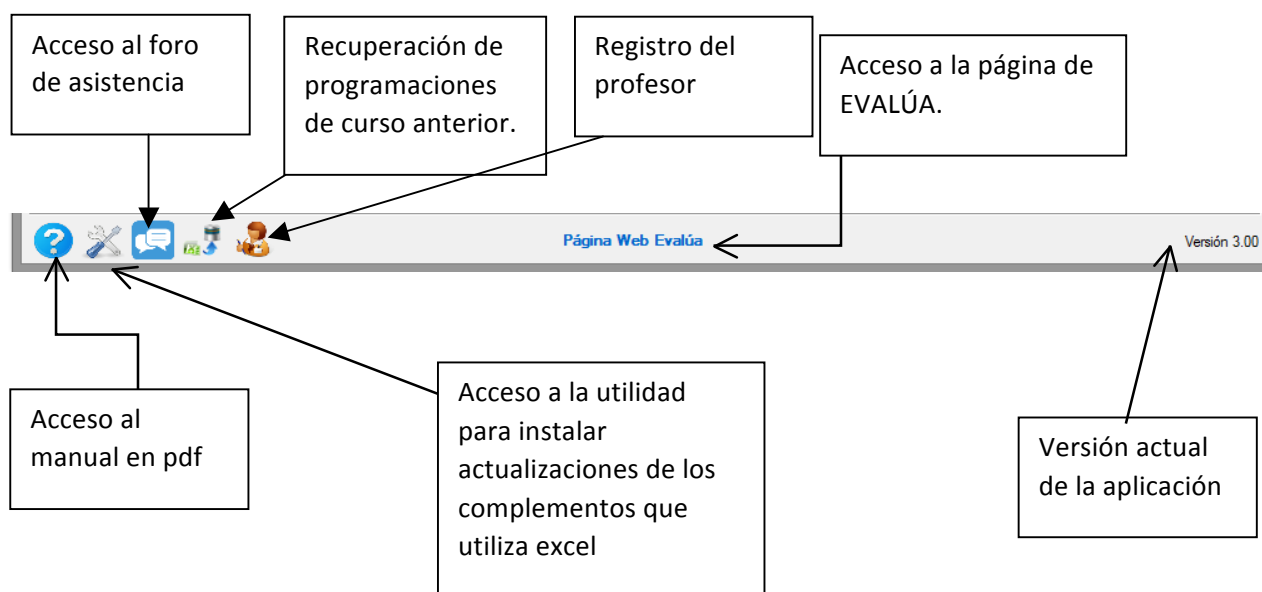 Acceso al foro
de asistencia
Recuperación de
programaciones
de curso anterior.
Registro del
profesor
Acceso a la página de
EVALÚA.
Página Web Evalúa
Versión 3.00
Acceso al
manual en pdf
Acceso a la utilidad
para instalar
actualizaciones de los
complementos que
utiliza excel
Versión actual
de la aplicación